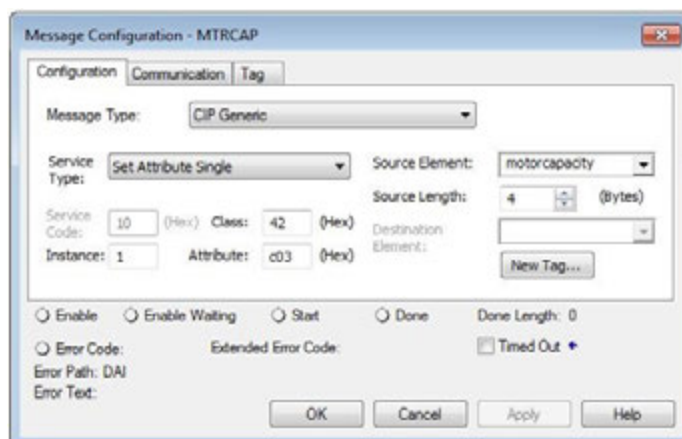 Message Configuration - MTRCAP
Configuration Communication Tag
Message Type: CIP Generic
Service Type: Set Attribute Single Source Element: motorcapacity
Source Length: 4 (Bytes)
Service Code: 10 (Hex) Class: 42 (Hex) Destination Element:
Instance: 1 Attribute: c03 (Hex) New Tag...
Enable Enable Waiting Start Done Done Length: 0
Error Code: Extended Error Code: Timed Out
Error Path: DAI
Error Text:
OK Cancel Apply Help